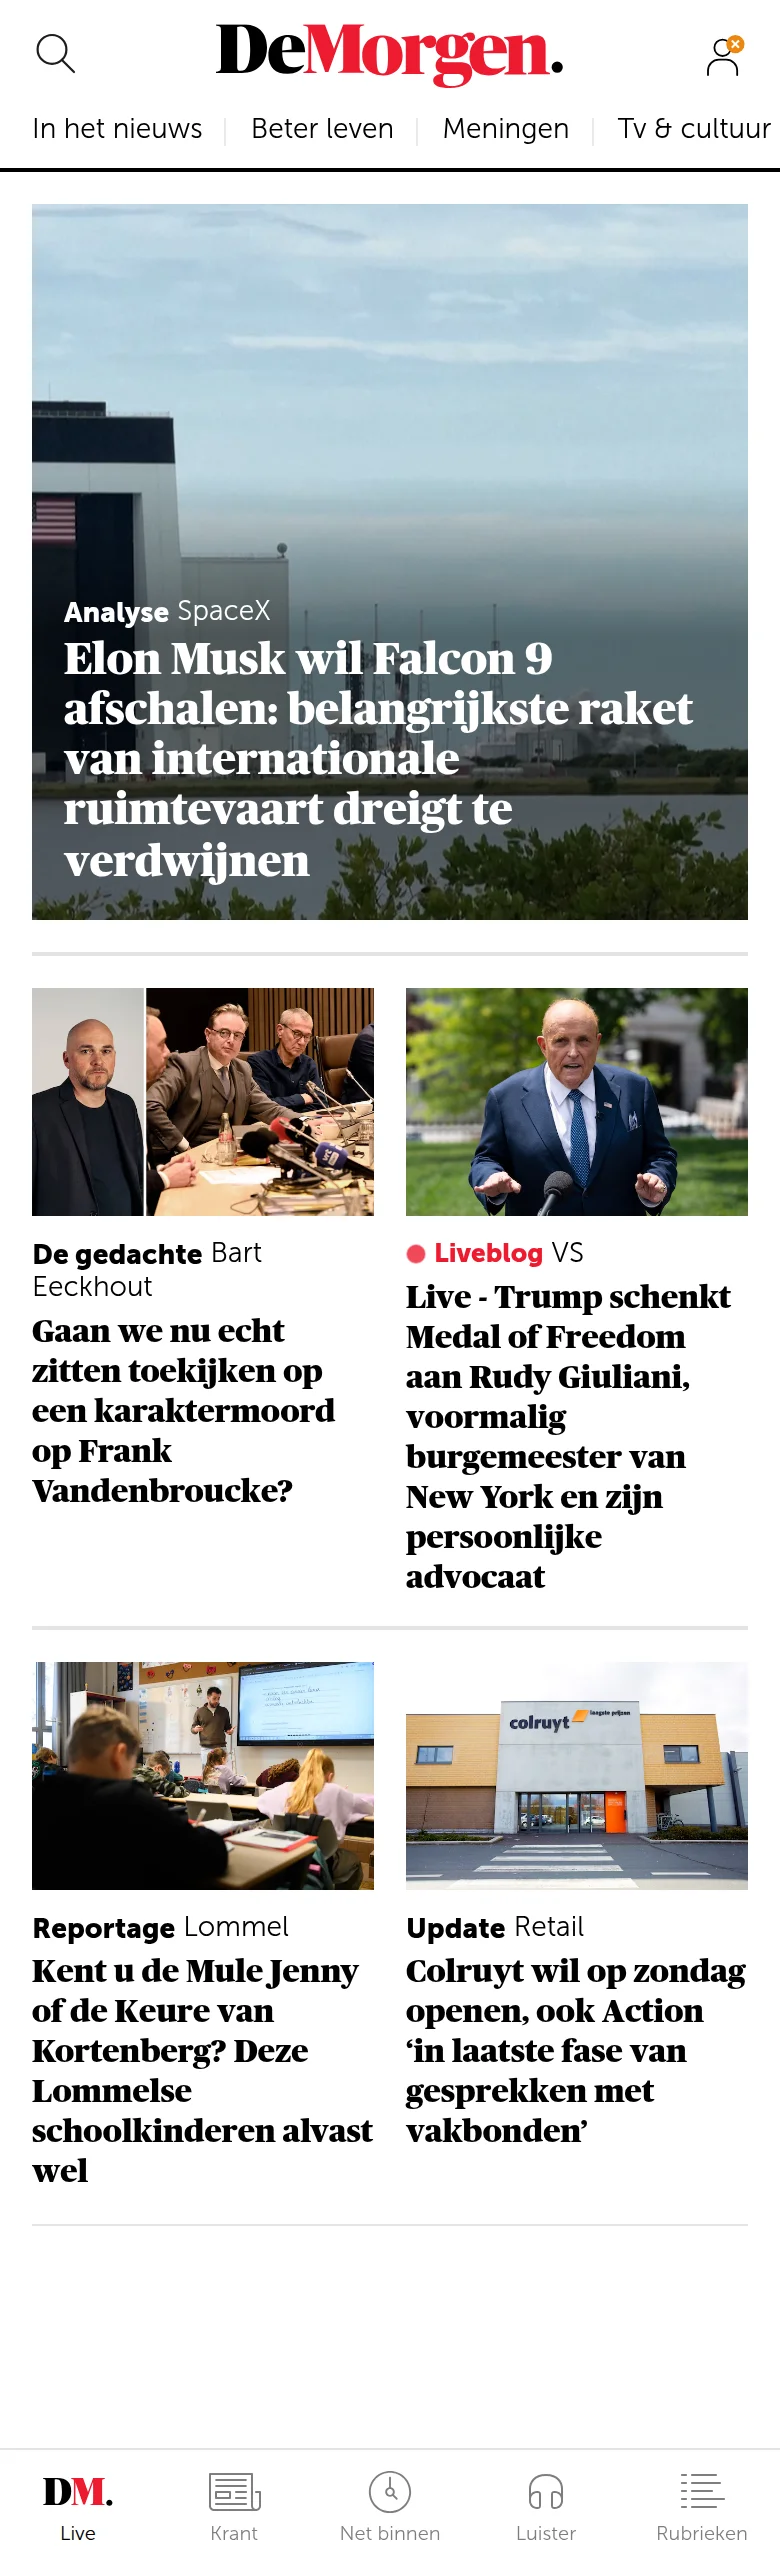 DeMorgen.
In het nieuws
Beter leven
Meningen
Tv & cultuur
Analyse SpaceX
Elon Musk wil Falcon 9
afschalen: belangrijkste raket
van internationale
ruimtevaart dreigt te
verdwijnen
De gedachte Bart
Eeckhout
Gaan we nu echt
zitten toekijken op
een karaktermoord
op Frank
Vandenbroucke?
Liveblog VS
Live - Trump schenkt
Medal of Freedom
aan Rudy Giuliani,
voormalig
burgemeester van
New York en zijn
persoonlijke
advocaat
colruyt laagste prijzen
Reportage Lommel
Kent u de Mule Jenny
of de Keure van
Kortenberg? Deze
Lommelse
schoolkinderen alvast
wel
Update Retail
Colruyt wil op zondag
openen, ook Action
‘in laatste fase van
gesprekken met
vakbonden’
DM.
Live
Krant
Net binnen
Luister
Rubrieken